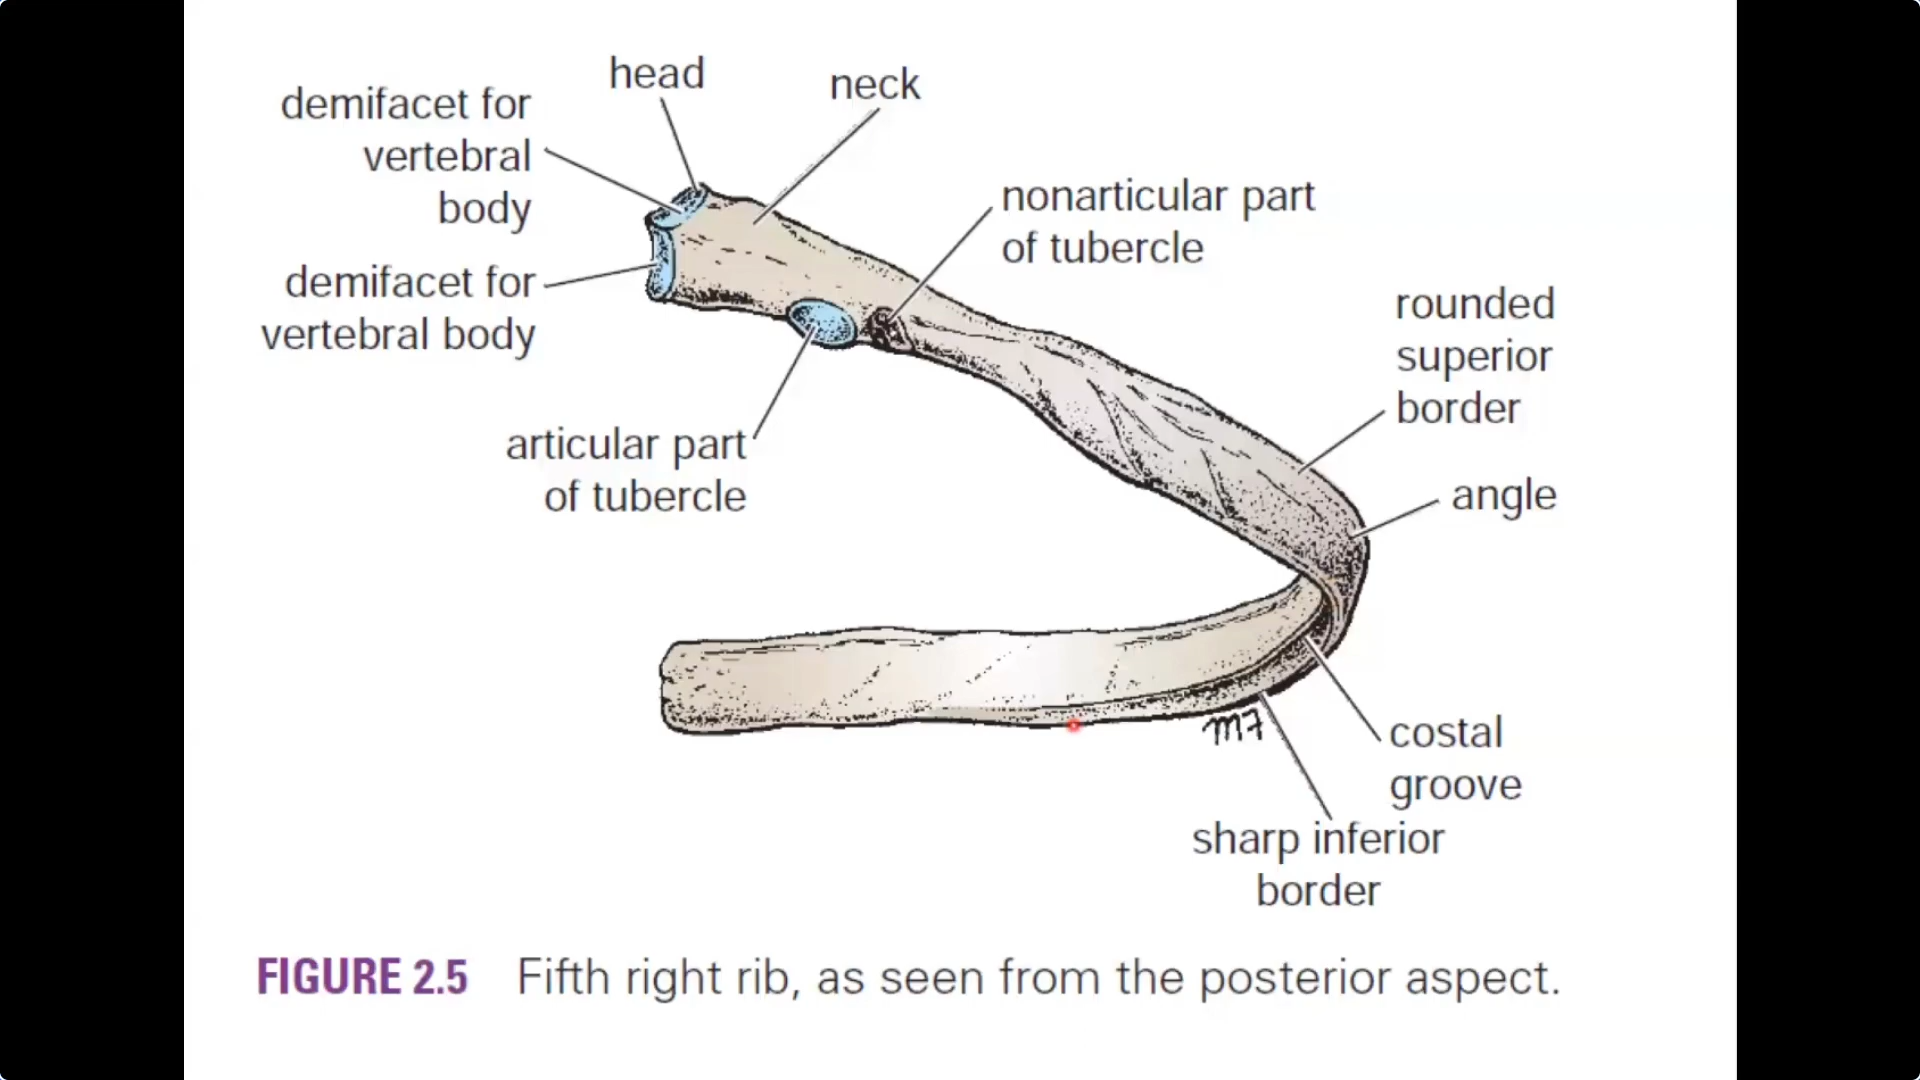 head
neck
demifacet for
vertebral
body
nonarticular part
of tubercle
demifacet for
vertebral body
rounded
superior
border
articular part
of tubercle
angle
mf
costal
groove
sharp inferior
border
FIGURE 2.5 Fifth right rib, as seen from the posterior aspect.